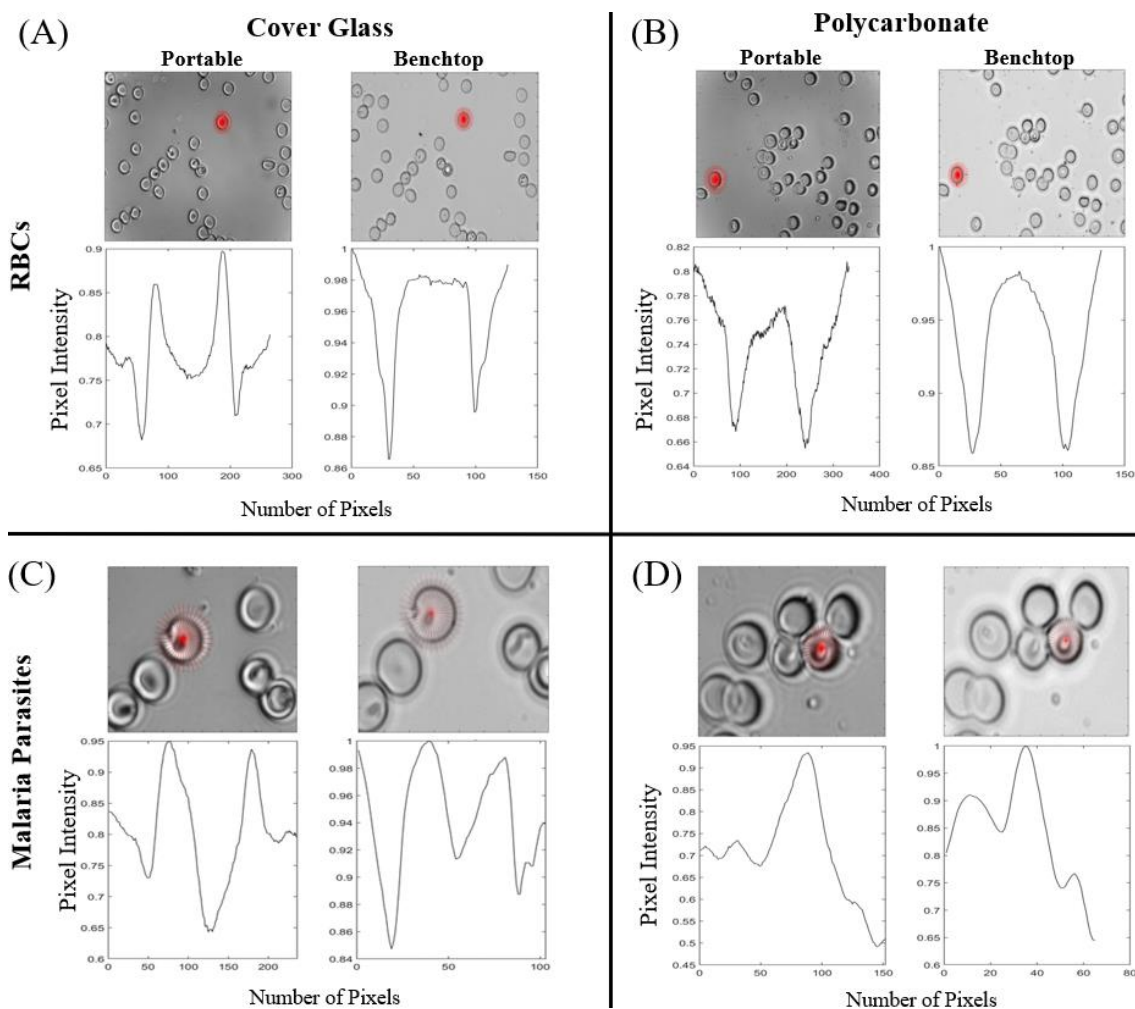 (A)
Cover Glass
Portable
Benchtop
(B)
Polycarbonate
Portable
Benchtop
RBCs
Pixel Intensity
0.9
0.85
0.8
0.75
0.7
0.65
0 100 200 300
1
0.98
0.96
0.94
0.92
0.9
0.88
0.86
0 50 100 150
Number of Pixels
Pixel Intensity
0.82
0.8
0.78
0.76
0.74
0.72
0.7
0.68
0.66
0.64
0 100 200 300 400
1
0.95
0.9
0.85
0 50 100 150
Number of Pixels
(C)
(D)
Malaria Parasites
Pixel Intensity
0.95
0.9
0.85
0.8
0.75
0.7
0.65
0.6
0 50 100 150 200
1
0.98
0.96
0.94
0.92
0.9
0.88
0.86
0.84
0 50 100
Number of Pixels
Pixel Intensity
0.95
0.9
0.85
0.8
0.75
0.7
0.65
0.6
0.55
0.5
0.45
0 50 100 150
1
0.95
0.9
0.85
0.8
0.75
0.7
0.65
0.6
0 20 40 60 80
Number of Pixels